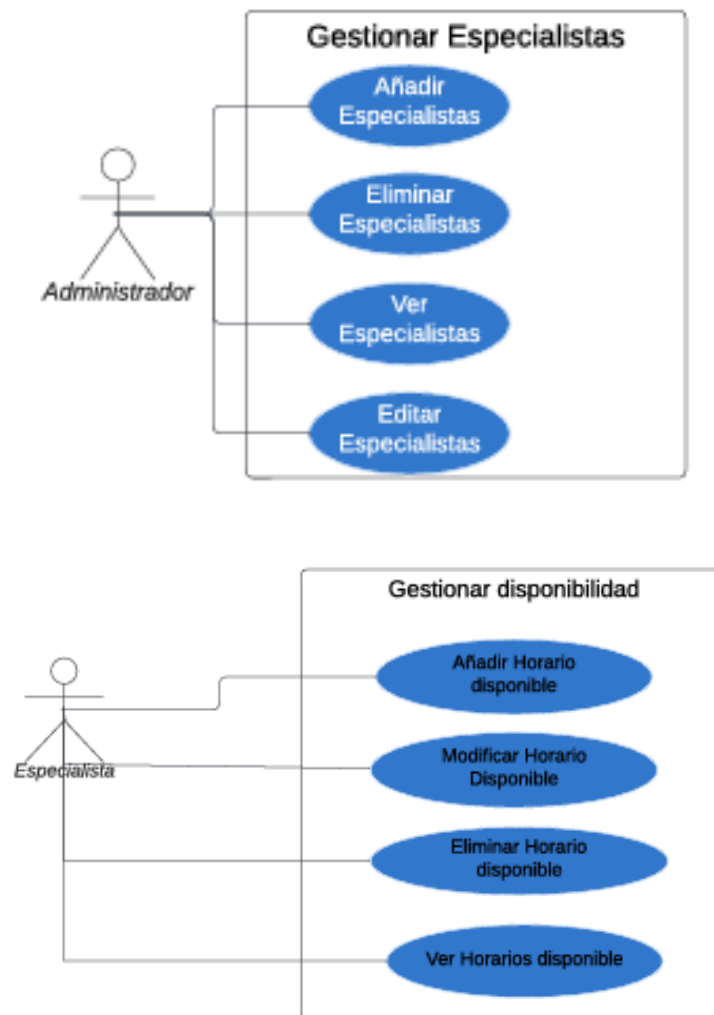 Gestionar Especialistas
Añadir
Especialistas
Eliminar
Especialistas
Administrador
Ver
Especialistas
Editar
Especialistas
Gestionar disponibilidad
Añadir Horario
disponible
Modificar Horario
Disponible
Especialista
Eliminar Horario
disponible
Ver Horarios disponible